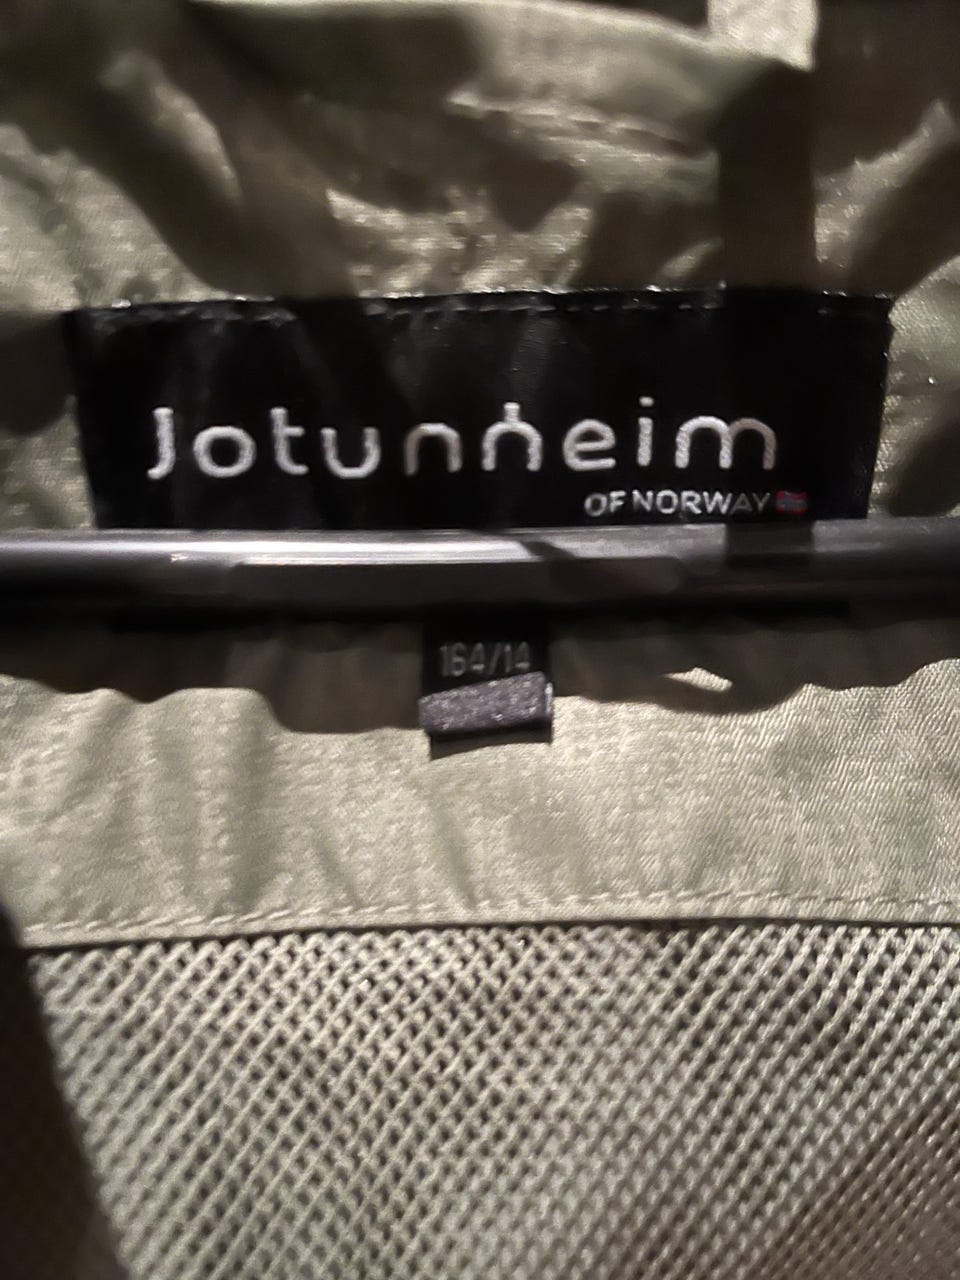 Jotunheim
OF NORWAY
164/14